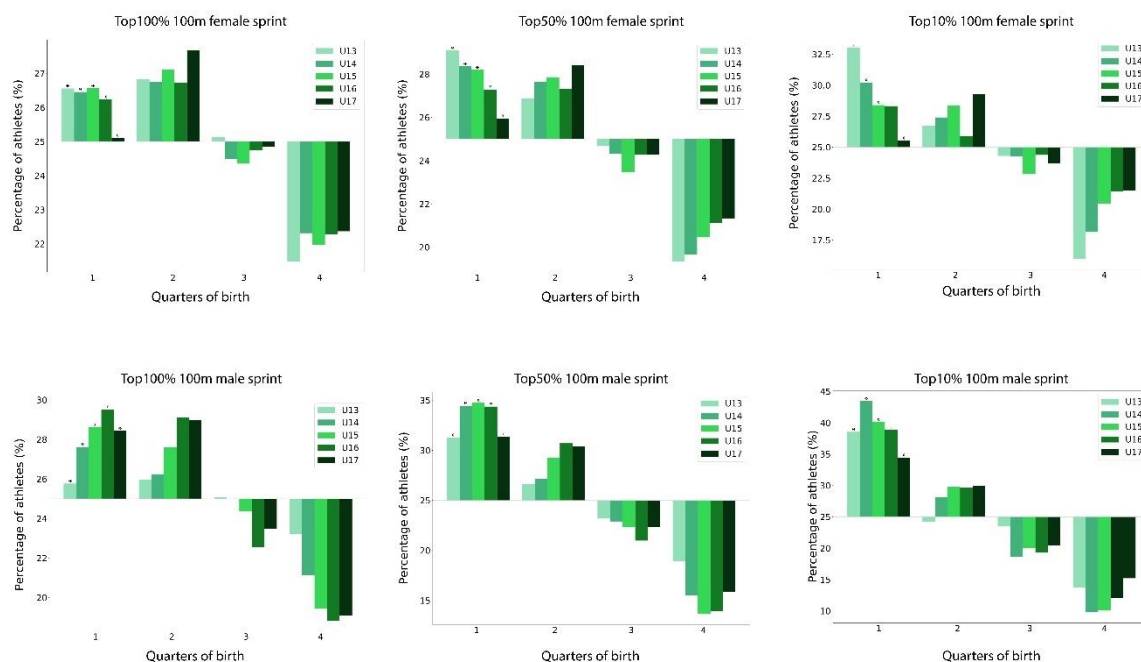 Top100% 100m female sprint
Percentage of athletes (%)
27
26
25
24
23
22
U13
U14
U15
U16
U17
1 2 3 4
Quarters of birth
Top50% 100m female sprint
Percentage of athletes (%)
28
26
24
22
20
U13
U14
U15
U16
U17
1 2 3 4
Quarters of birth
Top10% 100m female sprint
Percentage of athletes (%)
32.5
30.0
27.5
25.0
22.5
20.0
17.5
U13
U14
U15
U16
U17
1 2 3 4
Quarters of birth
Top100% 100m male sprint
Percentage of athletes (%)
30
28
26
24
22
20
U13
U14
U15
U16
U17
1 2 3 4
Quarters of birth
Top50% 100m male sprint
Percentage of athletes (%)
35
30
25
20
15
U13
U14
U15
U16
U17
1 2 3 4
Quarters of birth
Top10% 100m male sprint
Percentage of athletes (%)
45
40
35
30
25
20
15
10
U13
U14
U15
U16
U17
1 2 3 4
Quarters of birth